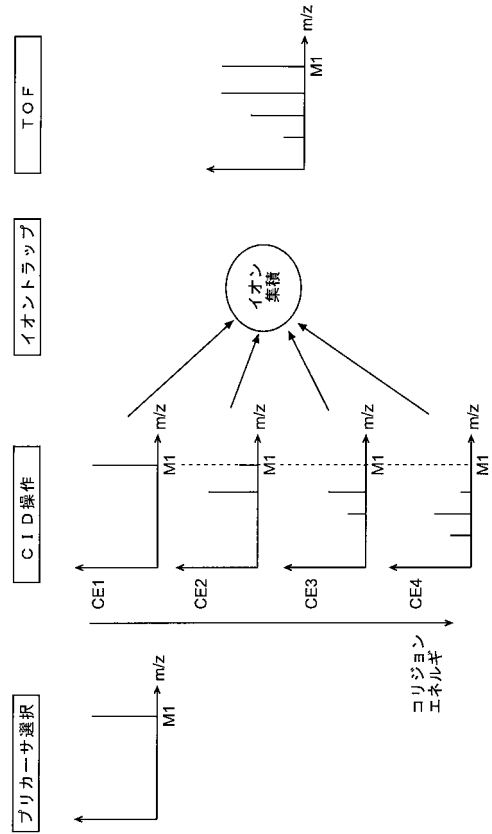 プリカーサ選択
m/z
M1
コリジョン
エネルギ
CID操作
CE1
m/z
M1
CE2
m/z
M1
CE3
m/z
M1
CE4
m/z
M1
イオントラップ
イオン
集積
TOF
m/z
M1